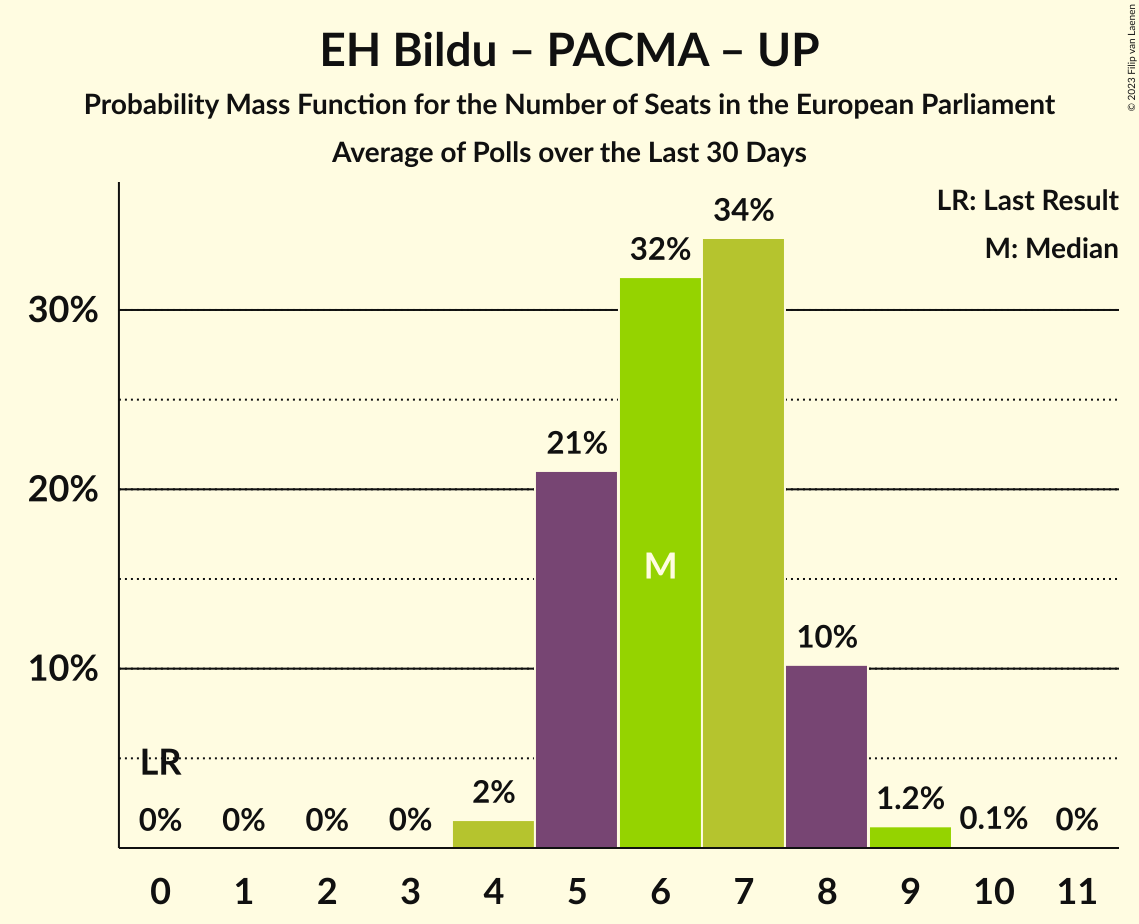 EH Bildu – PACMA – UP
Probability Mass Function for the Number of Seats in the European Parliament
Average of Polls over the Last 30 Days
© 2023 Filip van Laenen
LR: Last Result
M: Median
34%
32%
30%
21%
20%
M
10%
10%
LR
2%
1.2%
0% 0% 0% 0% 0.1% 0%
0 1 2 3 4 5 6 7 8 9 10 11